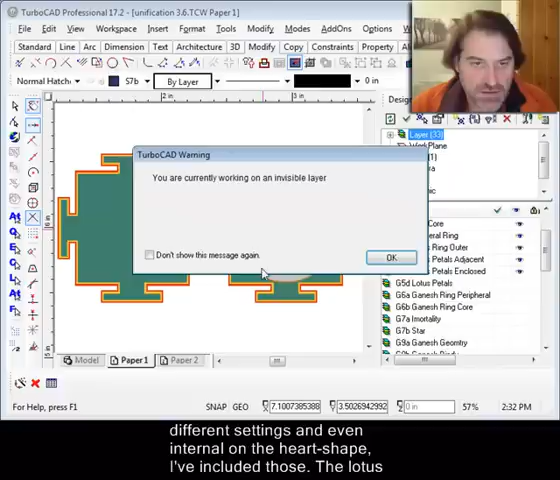 TurboCAD Professional 17.2 - [unification 3.6.TCW Paper 1]
File Edit View Workspace Insert Format Tools Modes AddOns Options
Standard Line Arc Dimension Text Architecture 3D Modify Copy
Normal Hatch 57b By Layer 0 in
2 in 3 in
Layer (33)
TurboCAD Warning
You are currently working on an invisible layer
Don't show this message again.
OK
Core
General Ring
Ring Outer
Petals Adjacent
Petals Enclosed
G5d Lotus Petals
G6a Ganesh Ring Peripheral
G6b Ganesh Ring Core
G7a Imortality
G7b Star
G9a Ganesh Geometry
Model Paper 1 Paper 2
For Help, press F1 SNAP GEO 7.1007385388 3.5026942992 0 in 57% 2:32 PM
different settings and even
internal on the heart-shape,
I've included those. The lotus